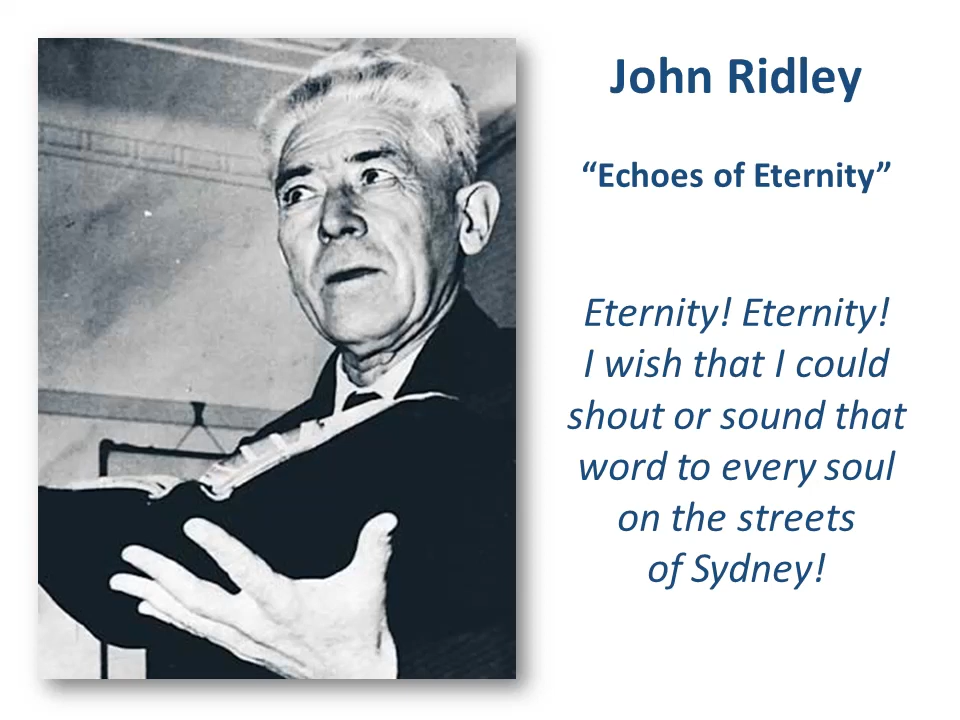 John Ridley
“Echoes of Eternity”
Eternity! Eternity!
I wish that I could
shout or sound that
word to every soul
on the streets
of Sydney!